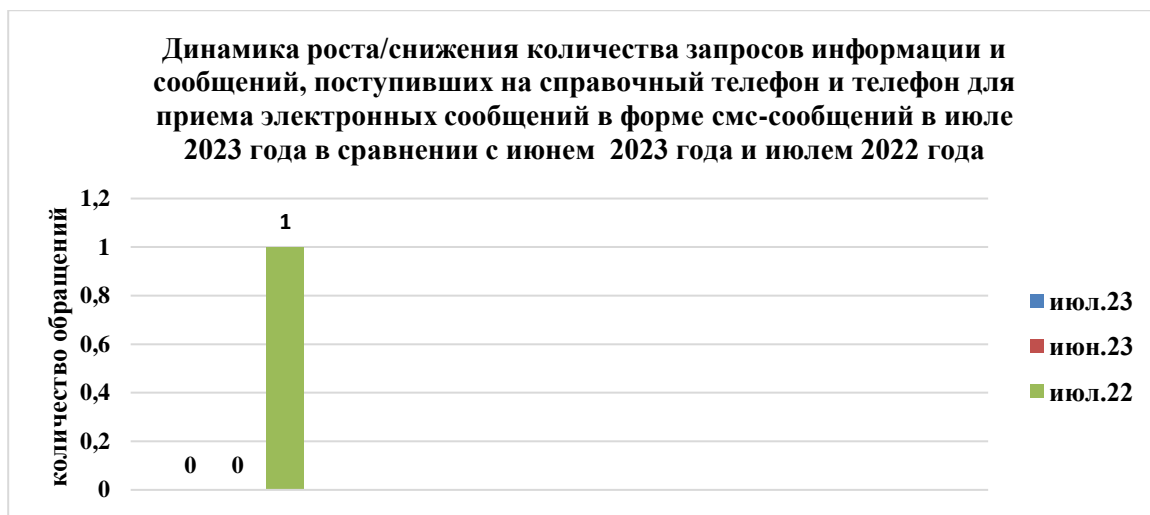 Динамика роста/снижения количества запросов информации и
сообщений, поступивших на справочный телефон и телефон для
приема электронных сообщений в форме смс-сообщений в июле
2023 года в сравнении с июнем 2023 года и июлем 2022 года
количество обращений
1,2
1
0,8
0,6
0,4
0,2
0
0
0
1
июл.23
июн.23
июл.22